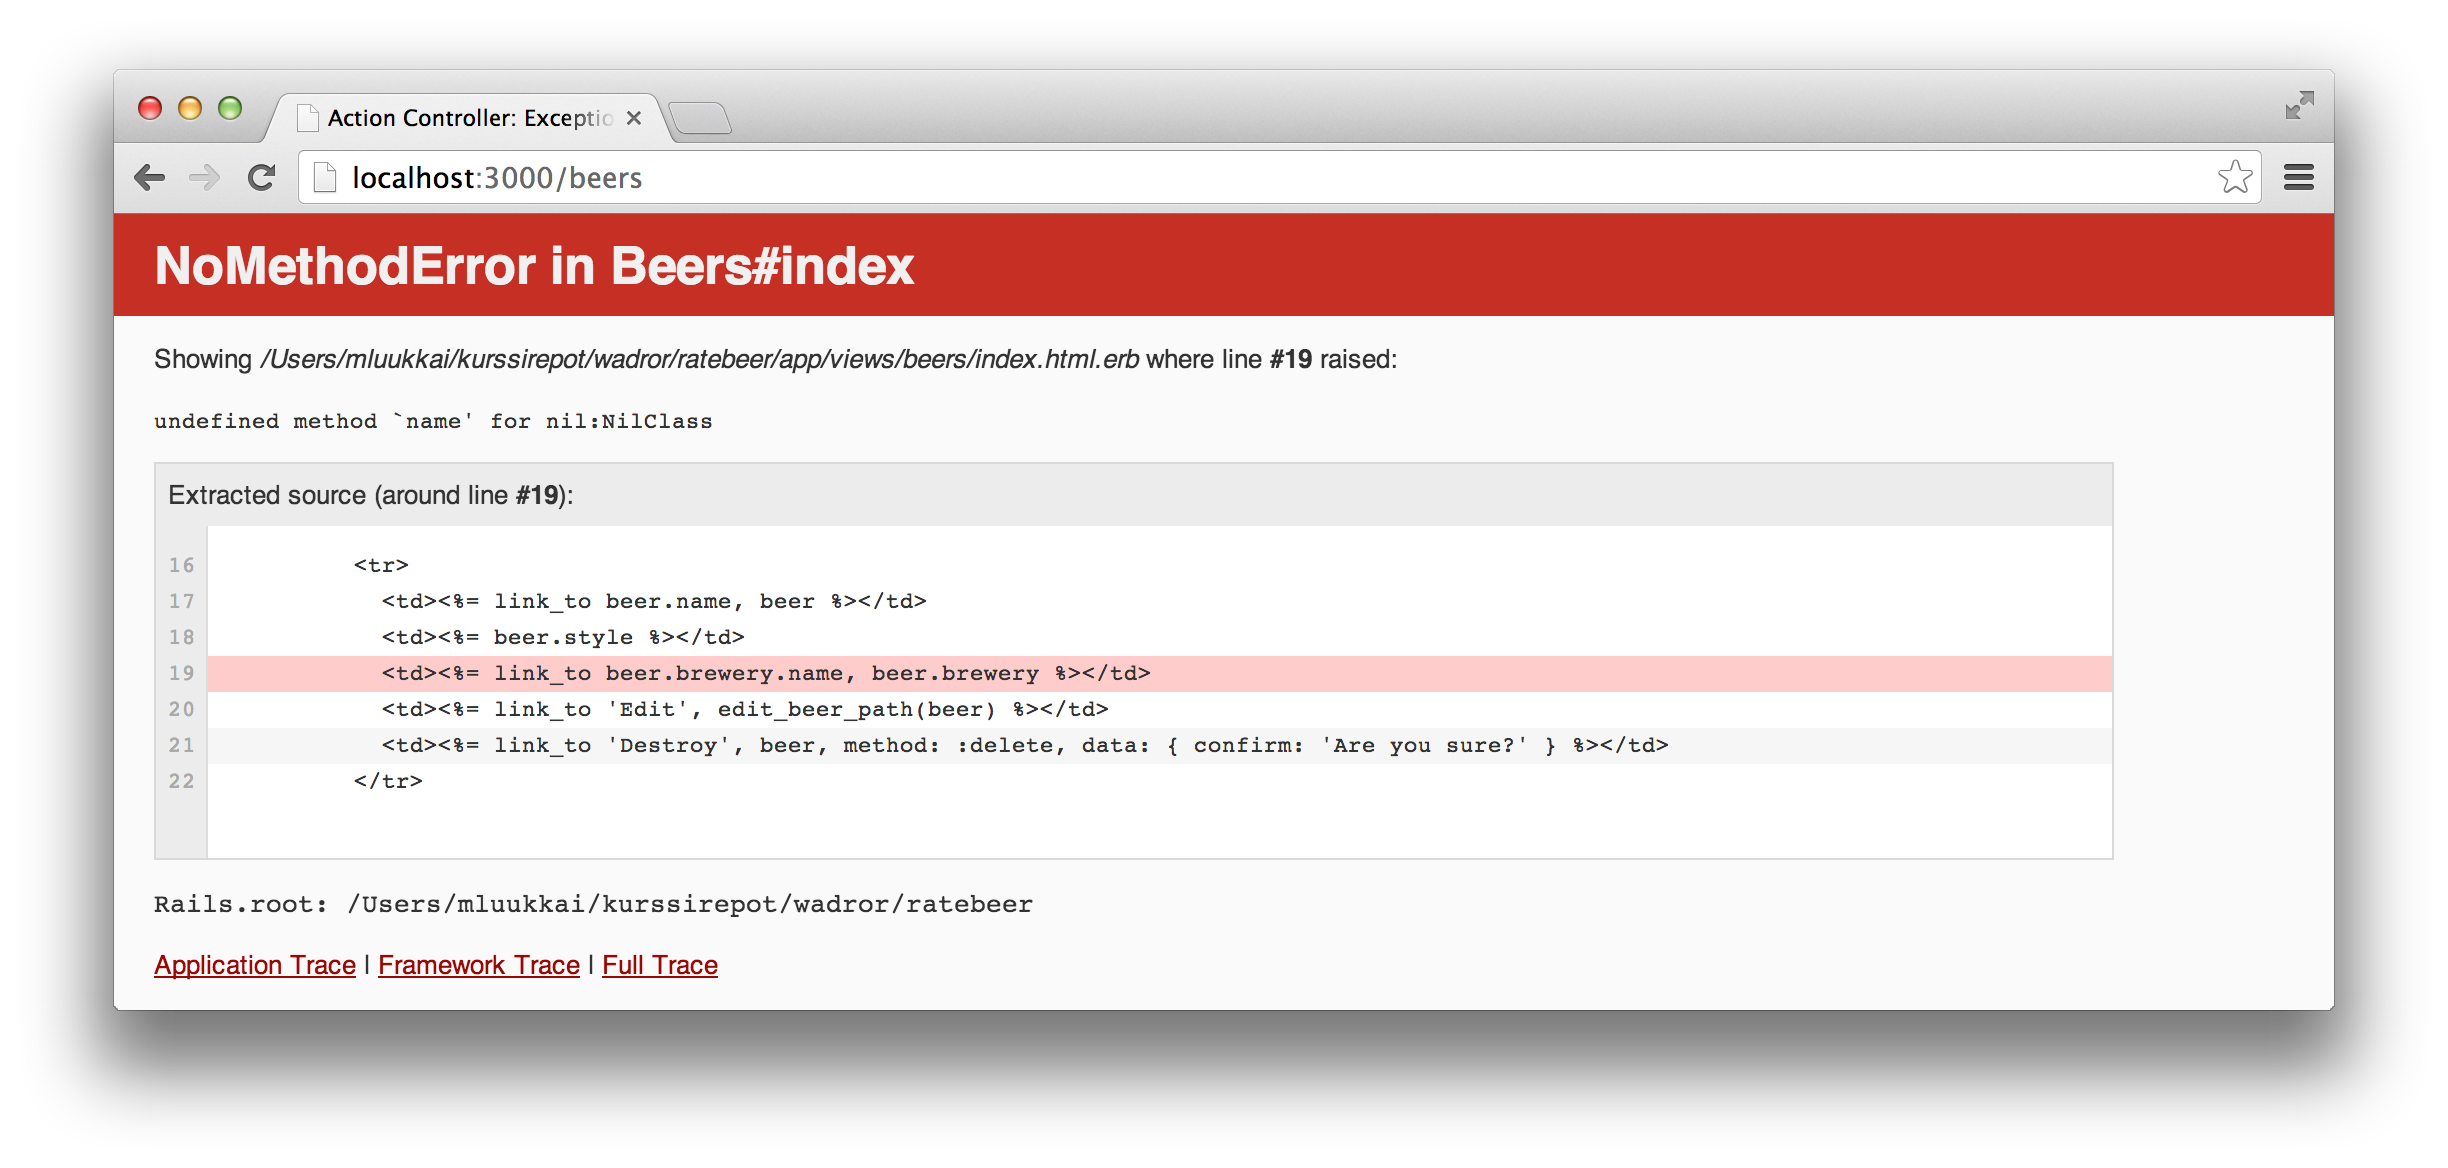 Action Controller: Exceptio
localhost:3000/beers
NoMethodError in Beers#index
Showing /Users/mluukkai/kurssirepot/wadror/ratebeer/app/views/beers/index.html.erb where line #19 raised:
undefined method `name' for nil:NilClass
Extracted source (around line #19):
16 <tr>
17 <td><%= link_to beer.name, beer %></td>
18 <td><%= beer.style %></td>
19 <td><%= link_to beer.brewery.name, beer.brewery %></td>
20 <td><%= link_to 'Edit', edit_beer_path(beer) %></td>
21 <td><%= link_to 'Destroy', beer, method: :delete, data: { confirm: 'Are you sure?' } %></td>
22 </tr>
Rails.root: /Users/mluukkai/kurssirepot/wadror/ratebeer
Application Trace | Framework Trace | Full Trace